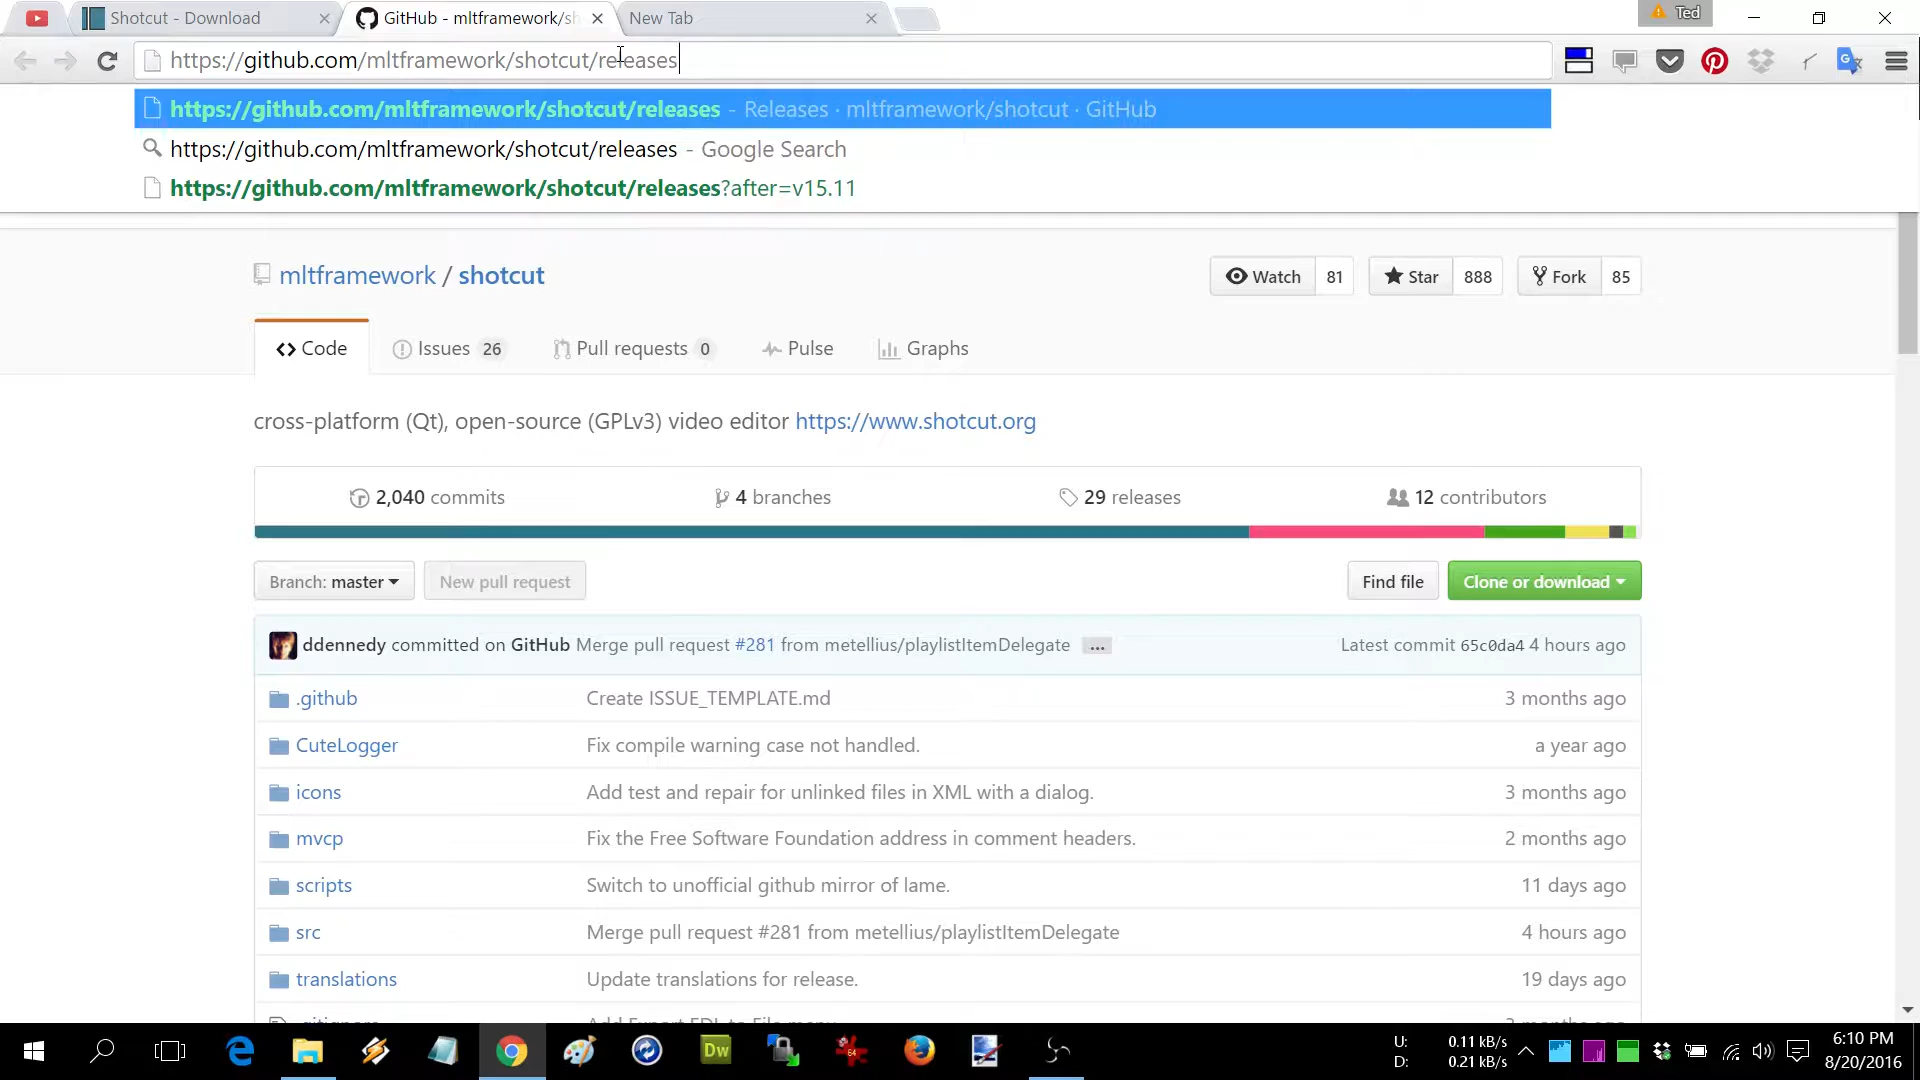 Shotcut - Download
GitHub - mltframework/sh
New Tab
Ted
https://github.com/mltframework/shotcut/releases
https://github.com/mltframework/shotcut/releases - Releases · mltframework/shotcut · GitHub
https://github.com/mltframework/shotcut/releases - Google Search
https://github.com/mltframework/shotcut/releases?after=v15.11
mltframework / shotcut
Watch 81
Star 888
Fork 85
Code
Issues 26
Pull requests 0
Pulse
Graphs
cross-platform (Qt), open-source (GPLv3) video editor https://www.shotcut.org
2,040 commits
4 branches
29 releases
12 contributors
Branch: master
New pull request
Find file
Clone or download
ddennedy committed on GitHub Merge pull request #281 from metellius/playlistItemDelegate ...
Latest commit 65c0da4 4 hours ago
.github Create ISSUE_TEMPLATE.md 3 months ago
CuteLogger Fix compile warning case not handled. a year ago
icons Add test and repair for unlinked files in XML with a dialog. 3 months ago
mvcp Fix the Free Software Foundation address in comment headers. 2 months ago
scripts Switch to unofficial github mirror of lame. 11 days ago
src Merge pull request #281 from metellius/playlistItemDelegate 4 hours ago
translations Update translations for release. 19 days ago
Dw
64
U: 0.11 kB/s
D: 0.21 kB/s
6:10 PM
8/20/2016